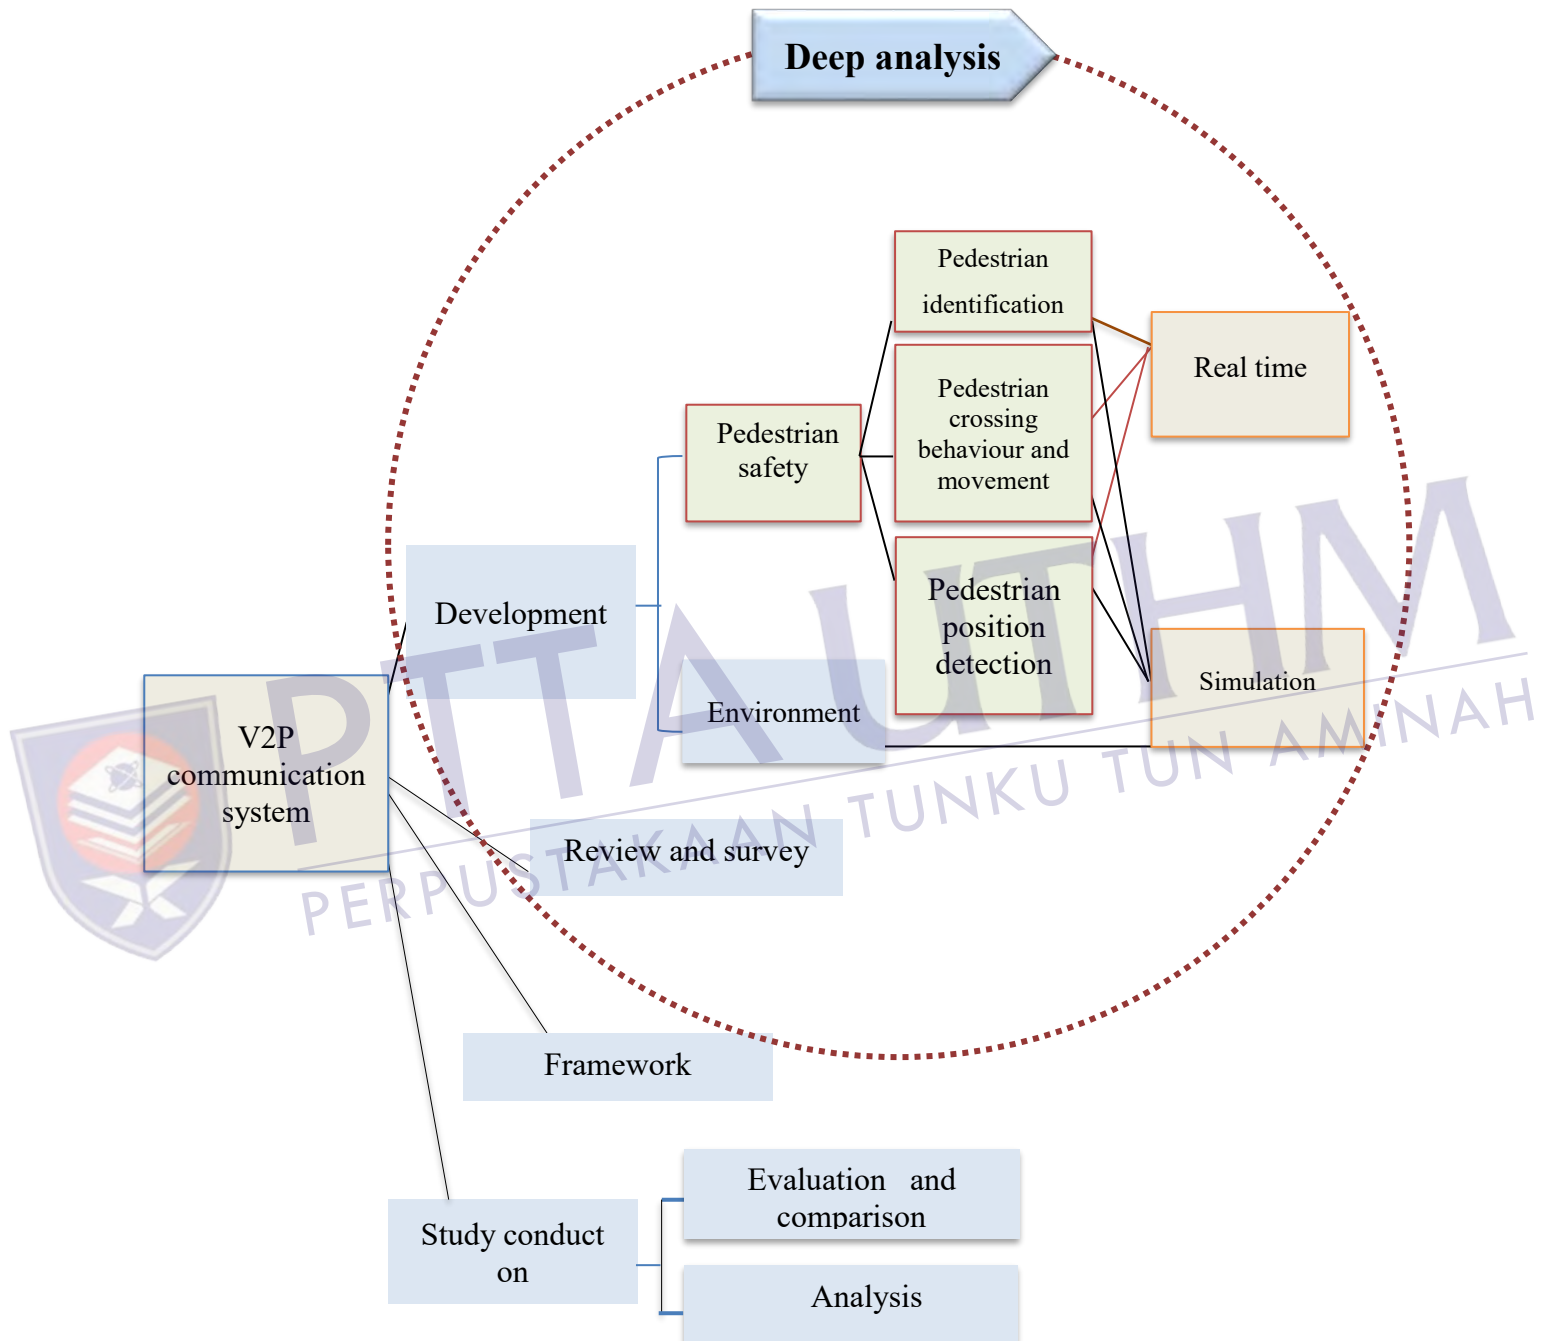 Deep analysis
Pedestrian
identification
Real time
Pedestrian
crossing
behaviour and
movement
Pedestrian
safety
Pedestrian
position
detection
Development
Simulation
Environment
V2P
communication
system
PTTA UTHM
PERPUSTAKAAN TUNKU TUN AMINAH
Review and survey
Framework
Study conduct
on
Evaluation and
comparison
Analysis